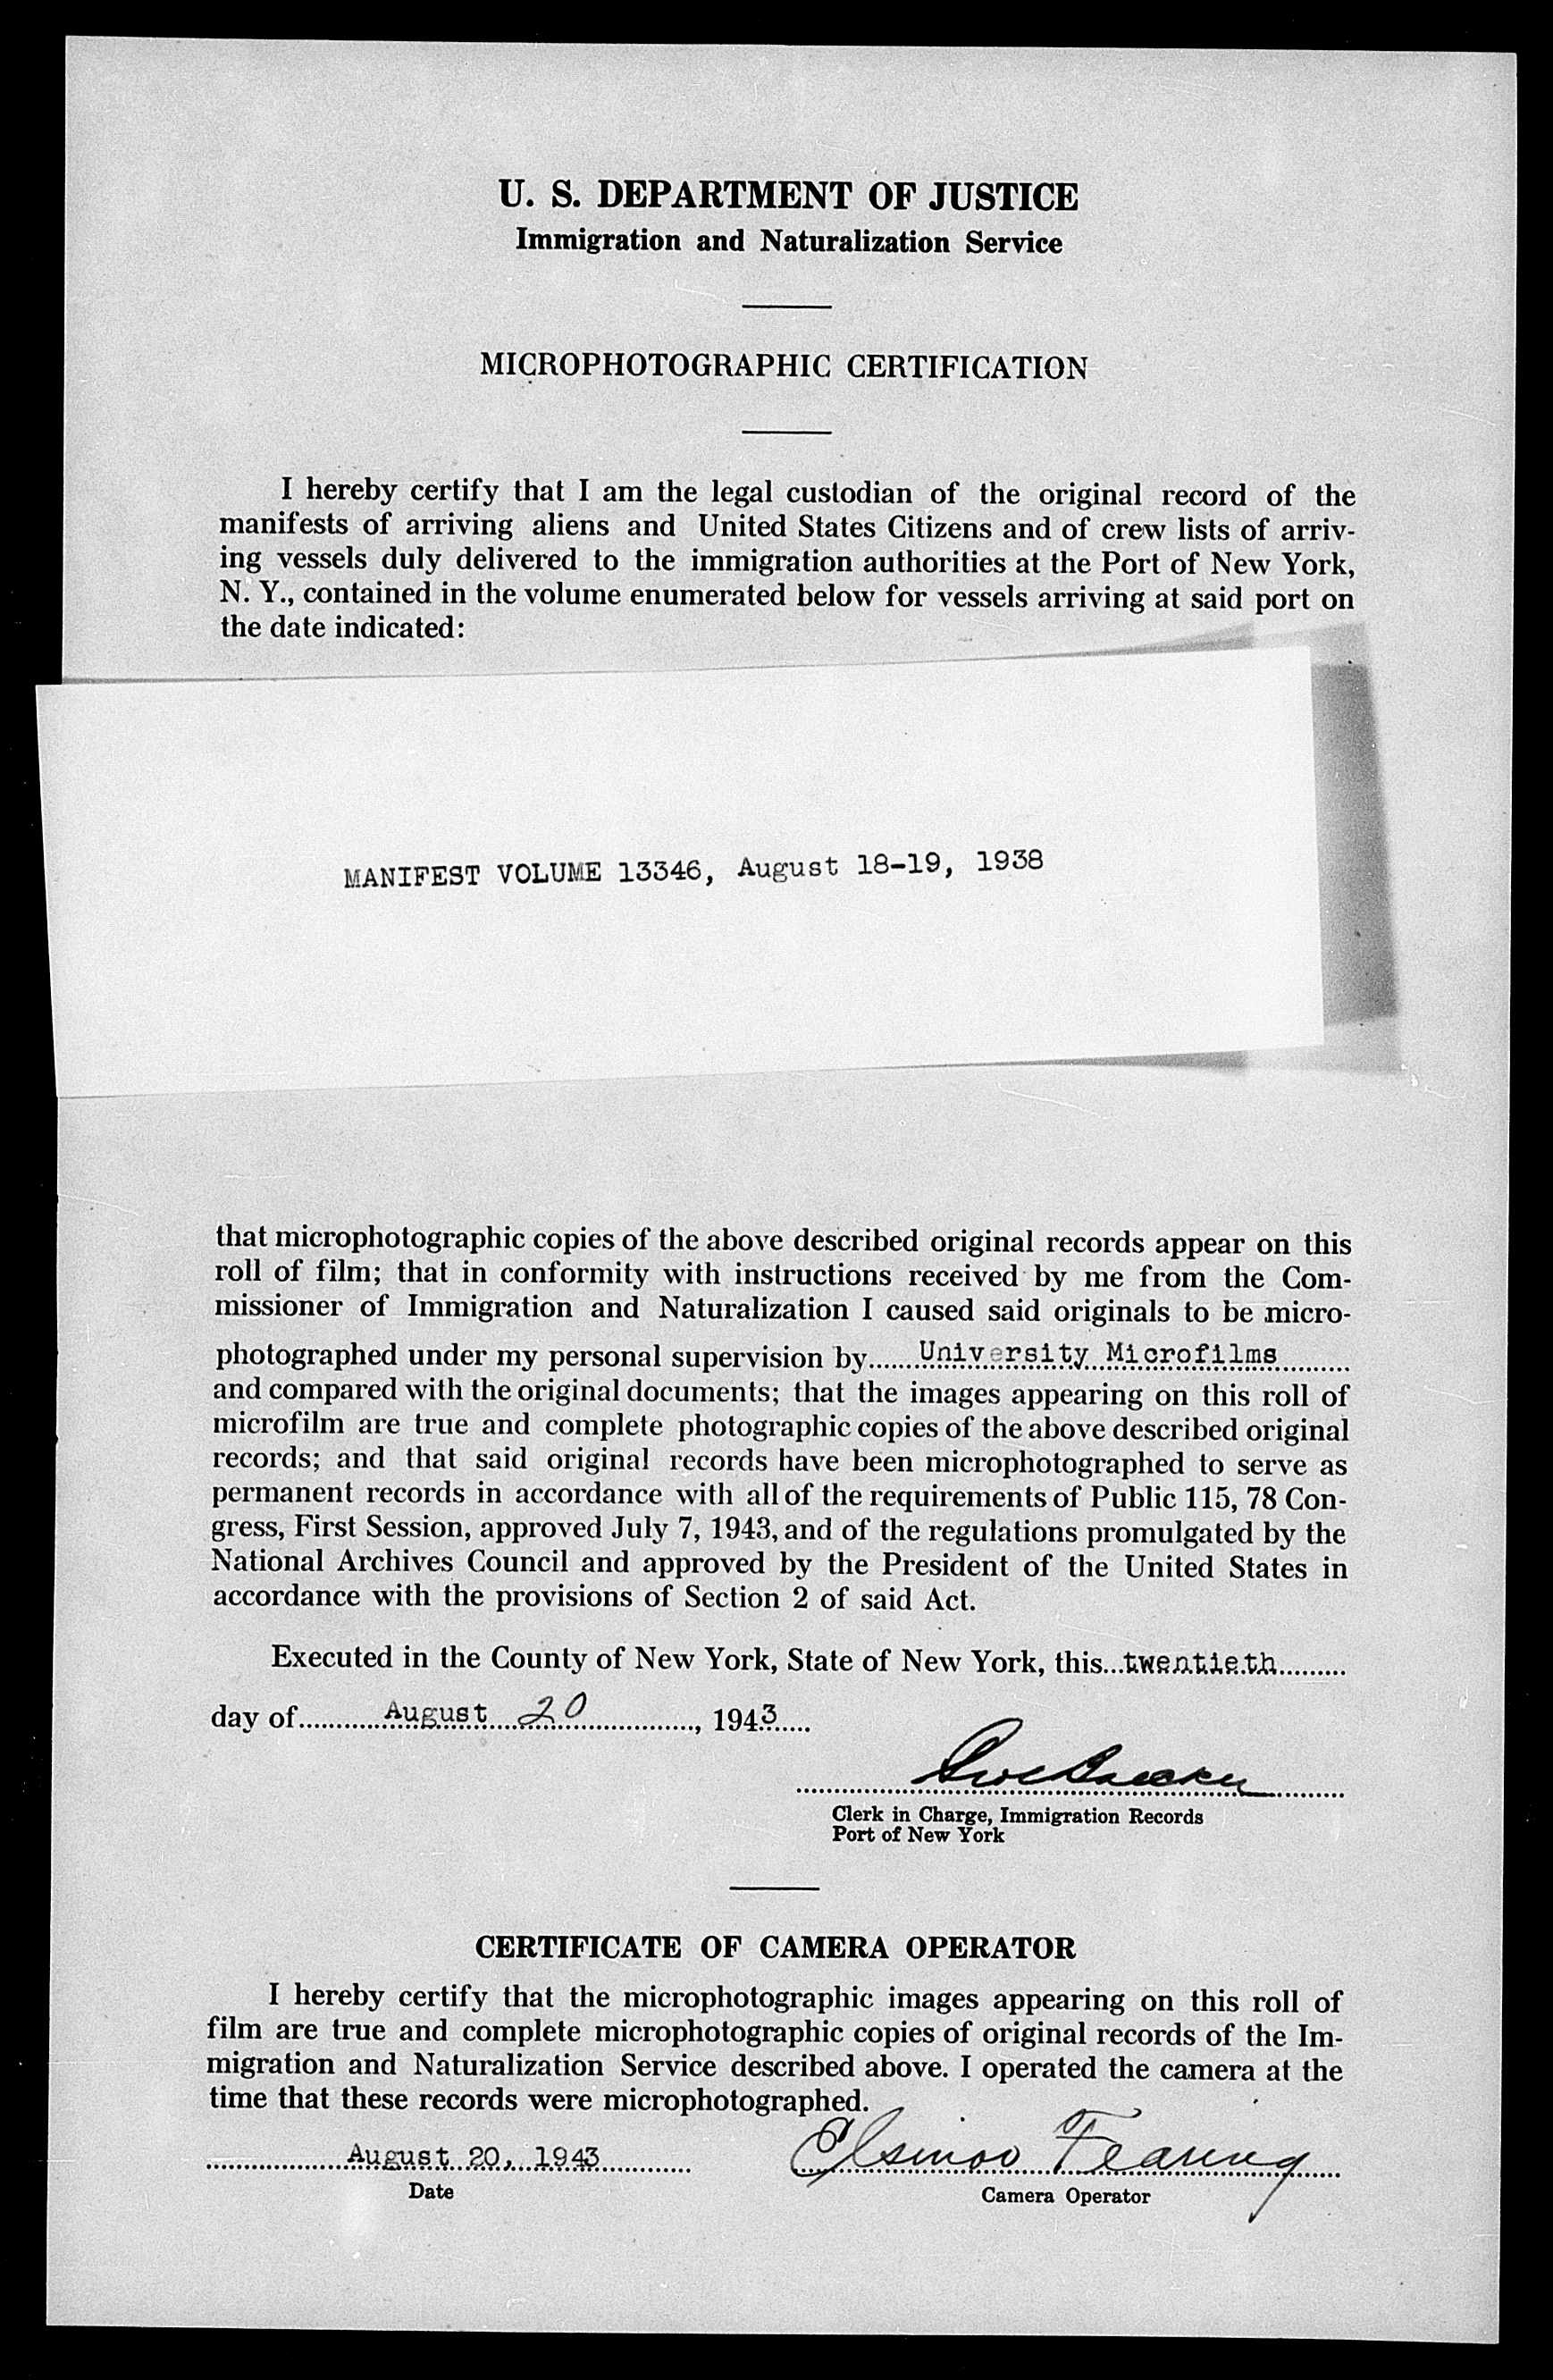 U. S. DEPARTMENT OF JUSTICE
Immigration and Naturalization Service
MICROPHOTOGRAPHIC CERTIFICATION
I hereby certify that I am the legal custodian of the original record of the
manifests of arriving aliens and United States Citizens and of crew lists of arriv-
ing vessels duly delivered to the immigration authorities at the Port of New York,
N. Y., contained in the volume enumerated below for vessels arriving at said port on
the date indicated:
MANIFEST VOLUME 13346, August 18-19, 1938
that microphotographic copies of the above described original records appear on this
roll of film; that in conformity with instructions received by me from the Com-
missioner of Immigration and Naturalization I caused said originals to be micro-
photographed under my personal supervision by......University Microfilms.........
and compared with the original documents; that the images appearing on this roll of
microfilm are true and complete photographic copies of the above described original
records; and that said original records have been microphotographed to serve as
permanent records in accordance with all of the requirements of Public 115, 78 Con-
gress, First Session, approved July 7, 1943, and of the regulations promulgated by the
National Archives Council and approved by the President of the United States in
accordance with the provisions of Section 2 of said Act.
Executed in the County of New York, State of New York, this...twentieth.........
day of............August 20................, 1943.....
Clerk in Charge, Immigration Records
Port of New York
CERTIFICATE OF CAMERA OPERATOR
I hereby certify that the microphotographic images appearing on this roll of
film are true and complete microphotographic copies of original records of the Im-
migration and Naturalization Service described above. I operated the camera at the
time that these records were microphotographed.
August 20, 1943
Date
Camera Operator